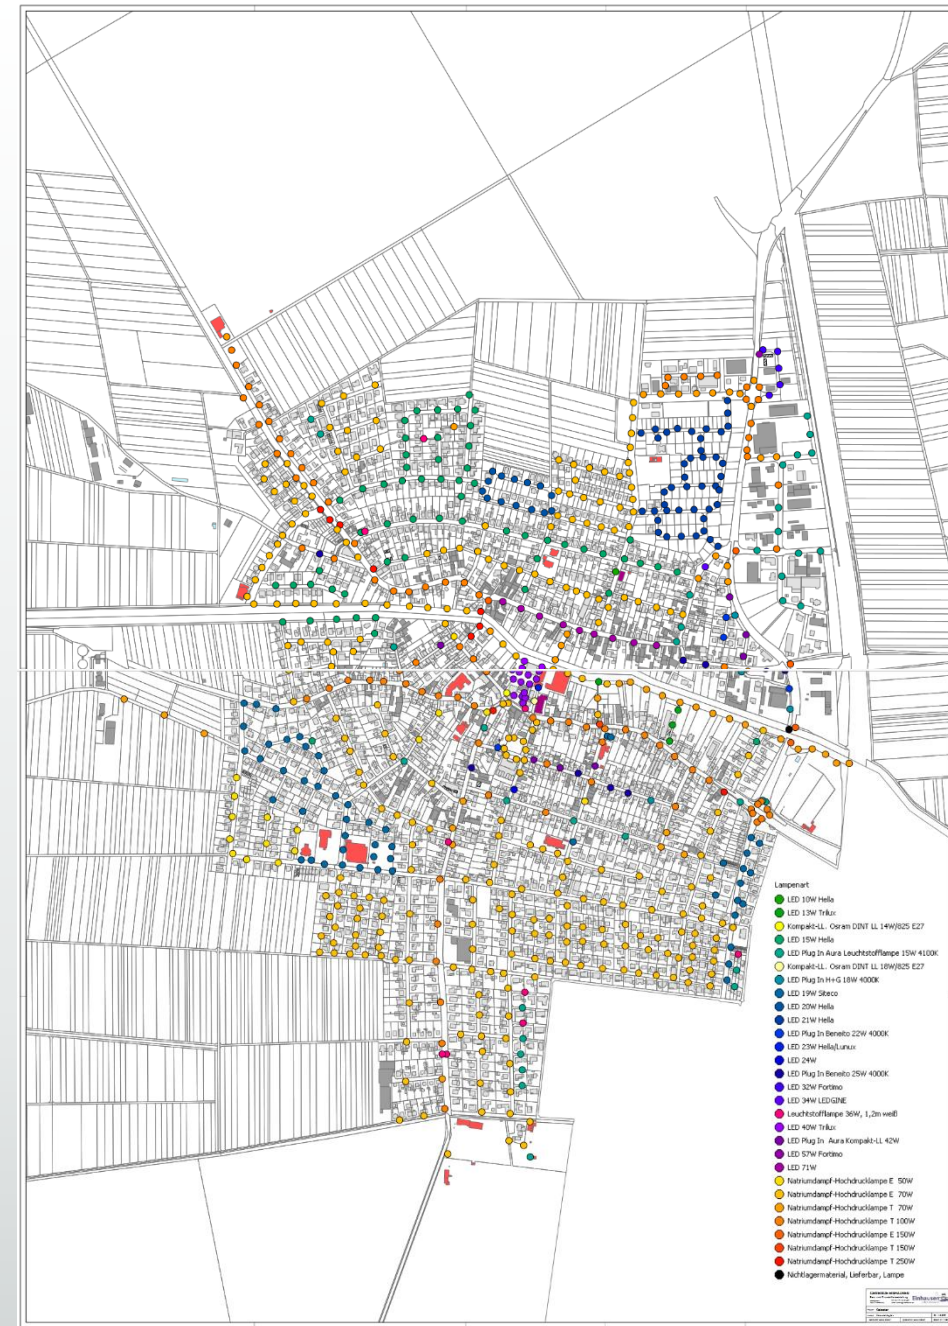 Lampenart
LED 10W Hella
LED 13W Trilux
Kompakt-LL. Osram DINT LL 14W/825 E27
LED 15W Hella
LED Plug In Aura Leuchtstofflampe 15W 4100K
Kompakt-LL. Osram DINT LL 18W/825 E27
LED Plug In H+G 18W 4000K
LED 19W Siteco
LED 20W Hella
LED 21W Hella
LED Plug In Beneito 22W 4000K
LED 23W Hella/Lunux
LED 24W
LED Plug In Beneito 25W 4000K
LED 32W Fortimo
LED 34W LEDGINE
Leuchtstofflampe 36W, 1,2m weiß
LED 40W Trilux
LED Plug In Aura Kompakt-LL 42W
LED 57W Fortimo
LED 71W
Natriumdampf-Hochdrucklampe E 50W
Natriumdampf-Hochdrucklampe E 70W
Natriumdampf-Hochdrucklampe T 70W
Natriumdampf-Hochdrucklampe T 100W
Natriumdampf-Hochdrucklampe E 150W
Natriumdampf-Hochdrucklampe T 150W
Natriumdampf-Hochdrucklampe T 250W
Nichtlagermaterial, Lieferbar, Lampe
Einhausen